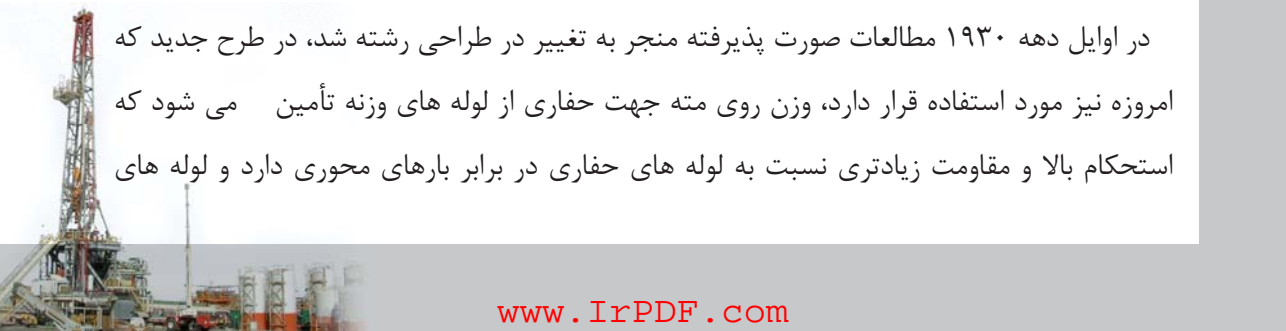 در اوایل دهه ۱۹۳۰ مطالعات صورت پذیرفته منجر به تغییر در طراحی رشته شد، در طرح جدید که
امروزه نیز مورد استفاده قرار دارد، وزن روی مته جهت حفاری از لوله های وزنه تأمین می شود که
استحکام بالا و مقاومت زیادتری نسبت به لوله های حفاری در برابر بارهای محوری دارد و لوله های
www.IrPDF.com